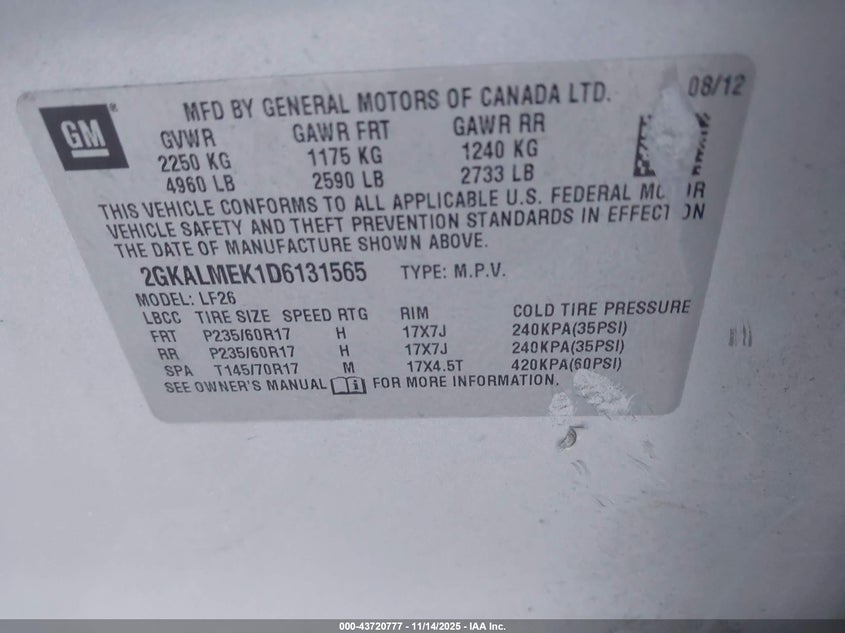 08/12
GM ®
MFD BY GENERAL MOTORS OF CANADA LTD.
GVWR GAWR FRT GAWR RR
2250 KG 1175 KG 1240 KG
4960 LB 2590 LB 2733 LB
THIS VEHICLE CONFORMS TO ALL APPLICABLE U.S. FEDERAL
VEHICLE SAFETY AND THEFT PREVENTION STANDARDS IN EFFECT
THE DATE OF MANUFACTURE SHOWN ABOVE.
2GKALMEK1D6131565 TYPE: M.P.V.
MODEL: LF26
LBCC TIRE SIZE SPEED RTG RIM COLD TIRE PRESSURE
FRT P235/60R17 H 17X7J 240KPA(35PSI)
RR P235/60R17 H 17X7J 240KPA(35PSI)
SPA T145/70R17 M 17X4.5T 420KPA(60PSI)
SEE OWNER'S MANUAL i FOR MORE INFORMATION.
000-43720777 - 11/14/2025 - IAA Inc.